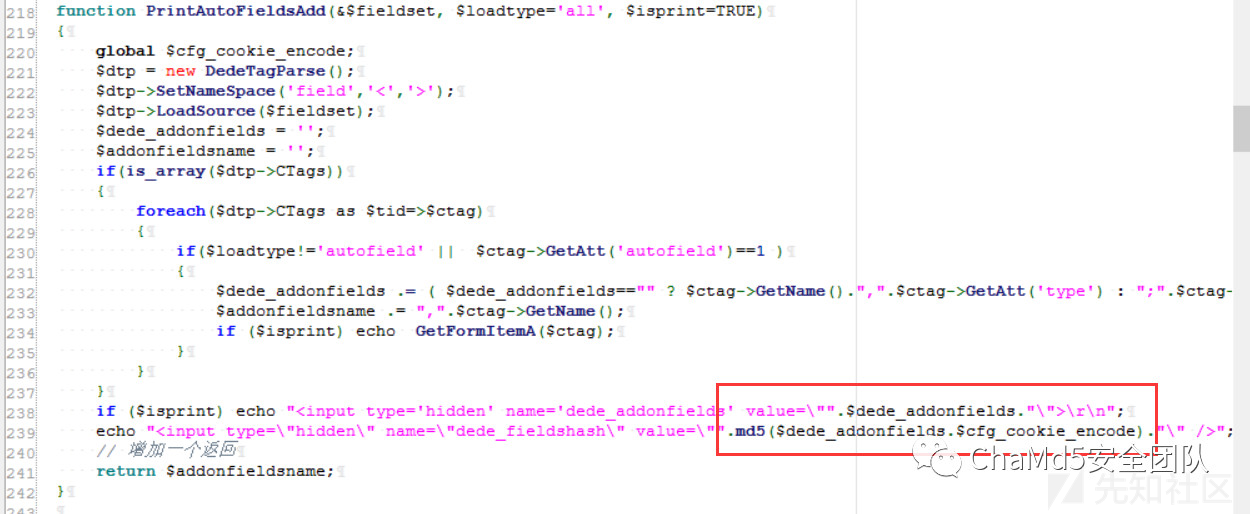 218 function PrintAutoFieldsAdd(&$fieldset, $loadtype='all', $isprint=TRUE)
219 {
220 global $cfg_cookie_encode;
221 $dtp = new DedeTagParse();
222 $dtp->SetNameSpace('field','<','>');
223 $dtp->LoadSource($fieldset);
224 $dede_addonfields = '';
225 $addonfieldsname = '';
226 if(is_array($dtp->CTags))
227 {
228 foreach($dtp->CTags as $tid=>$ctag)
229 {
230 if($loadtype!='autofield' || $ctag->GetAtt('autofield')==1 )
231 {
232 $dede_addonfields .= ( $dede_addonfields=="" ? $ctag->GetName().",".$ctag->GetAtt('type') : ";".$ctag-
233 $addonfieldsname .= ",".$ctag->GetName();
234 if ($isprint) echo GetFormItemA($ctag);
235 }
236 }
237 }
238 if ($isprint) echo "<input type='hidden' name='dede_addonfields' value=\"".$dede_addonfields."\">\r\n";
239 echo "<input type=\"hidden\" name=\"dede_fieldshash\" value=\"".md5($dede_addonfields.$cfg_cookie_encode)."\" />";
240 // 增加一个返回
241 return $addonfieldsname;
242 }
243
ChaMd5安全团队
先知社区